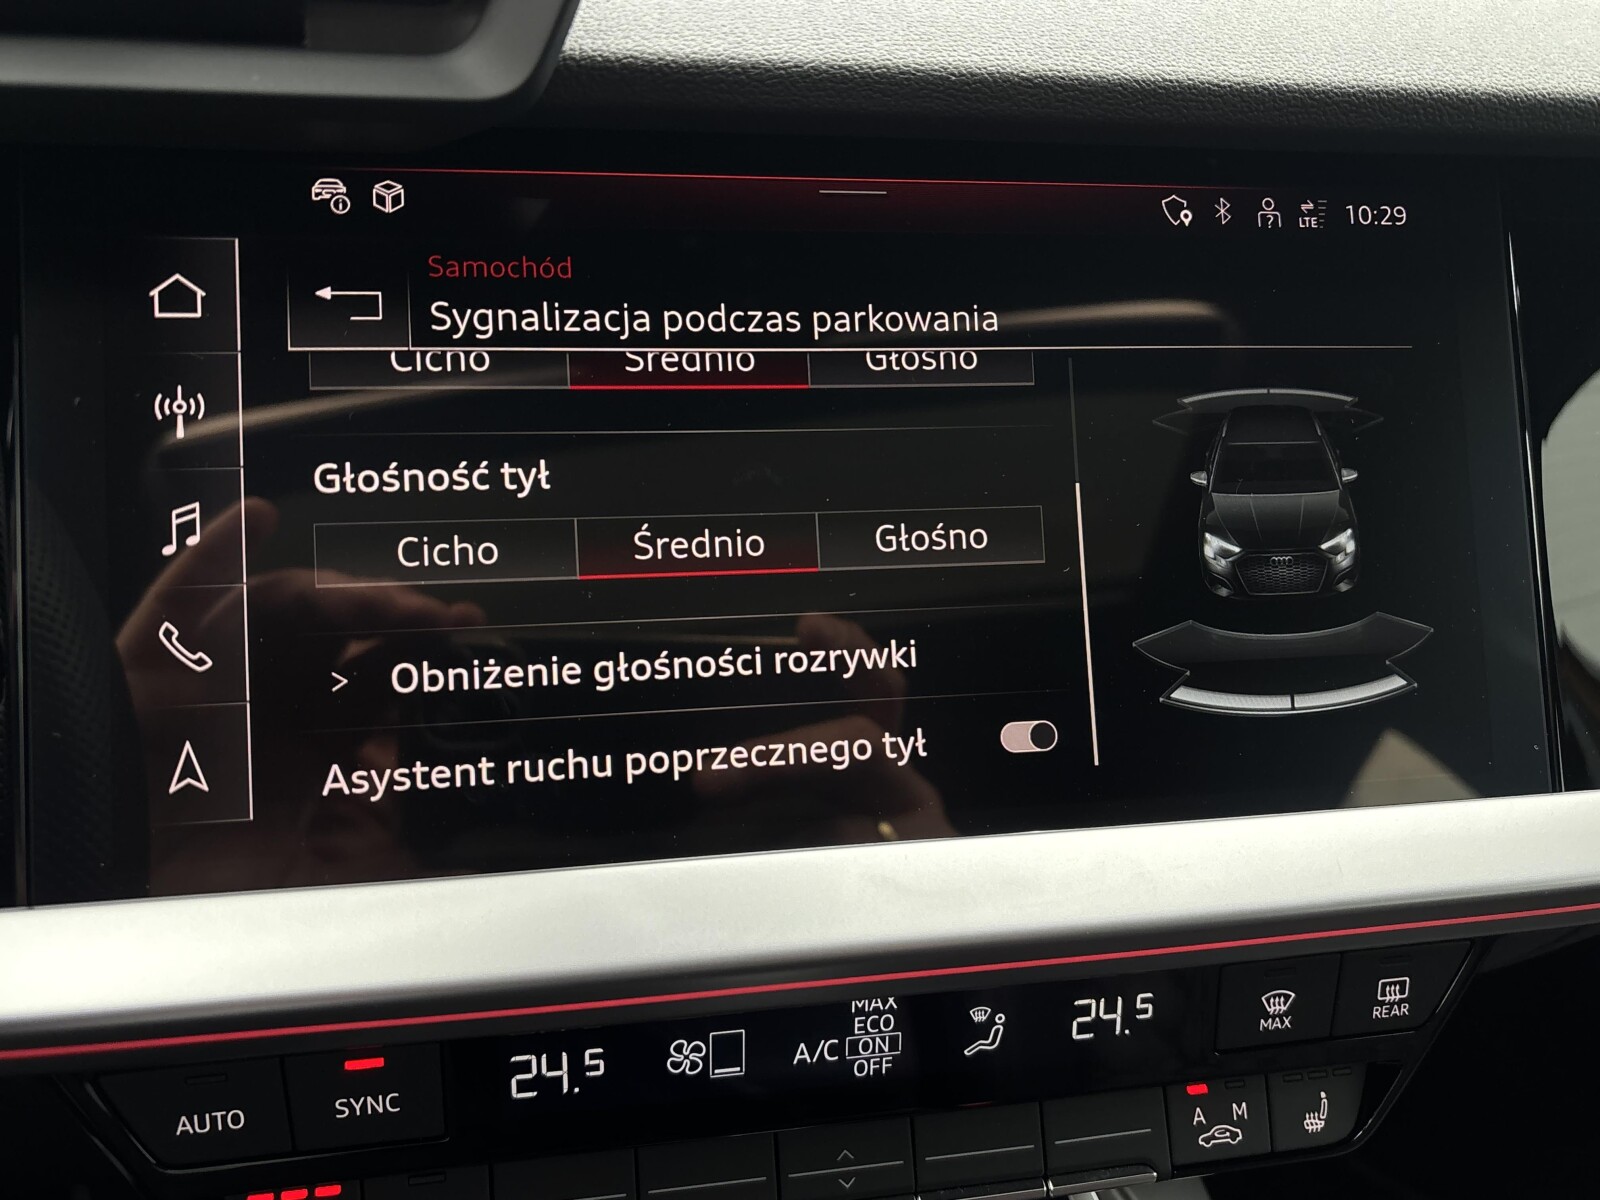 LTE
10:29
Samochód
Sygnalizacja podczas parkowania
Cicho Średnio Głośno
Głośność tył
Cicho Średnio Głośno
> Obniżenie głośności rozrywki
Asystent ruchu poprzecznego tył
MAX
ECO
A/C ON
OFF
24.5
24.5
MAX
REAR
AUTO
SYNC
A M